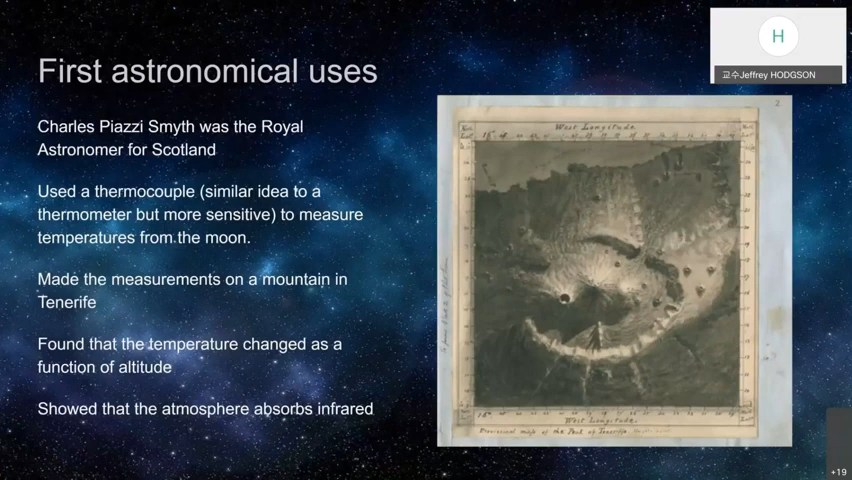 First astronomical uses
Charles Piazzi Smyth was the Royal
Astronomer for Scotland
Used a thermocouple (similar idea to a
thermometer but more sensitive) to measure
temperatures from the moon.
Made the measurements on a mountain in
Tenerife
Found that the temperature changed as a
function of altitude
Showed that the atmosphere absorbs infrared
H
교수Jeffrey HODGSON
2
West Longitude.
West Longitude.
Provisional map of the Peak of Teneriffe
+19